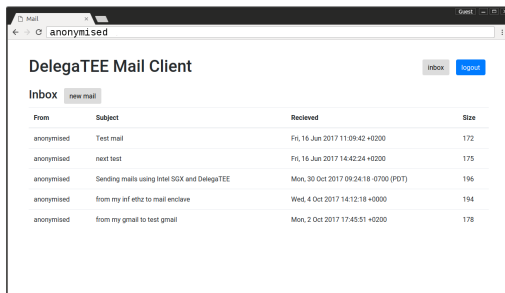 Guest
Mail
anonymised
DelegaTEE Mail Client
inbox logout
Inbox new mail
From Subject Recieved Size
anonymised Test mail Fri, 16 Jun 2017 11:09:42 +0200 172
anonymised next test Fri, 16 Jun 2017 14:42:24 +0200 175
anonymised Sending mails using Intel SGX and DelegaTEE Mon, 30 Oct 2017 09:24:18 -0700 (PDT) 196
anonymised from my inf ethz to mail enclave Wed, 4 Oct 2017 14:12:18 +0000 194
anonymised from my gmail to test gmail Mon, 2 Oct 2017 17:45:51 +0200 178